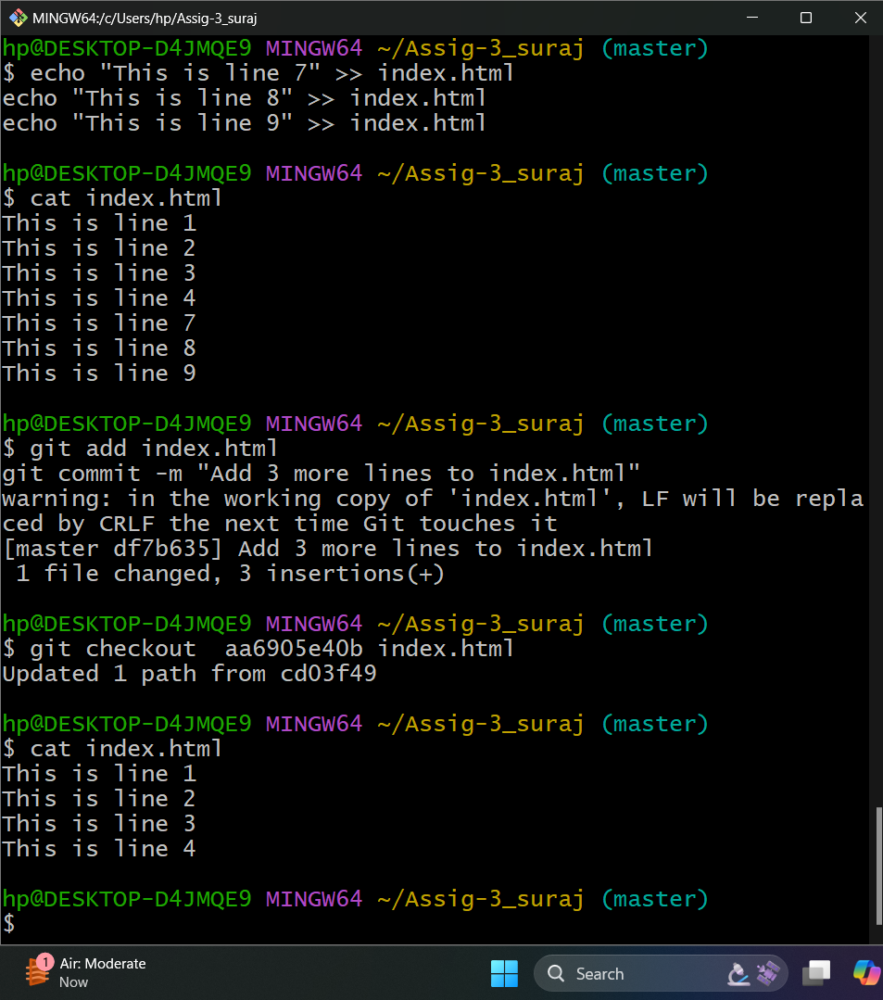 MINGW64:/c/Users/hp/Assig-3_suraj
hp@DESKTOP-D4JMQE9 MINGW64 ~/Assig-3_suraj (master)
$ echo "This is line 7" >> index.html
echo "This is line 8" >> index.html
echo "This is line 9" >> index.html
hp@DESKTOP-D4JMQE9 MINGW64 ~/Assig-3_suraj (master)
$ cat index.html
This is line 1
This is line 2
This is line 3
This is line 4
This is line 7
This is line 8
This is line 9
hp@DESKTOP-D4JMQE9 MINGW64 ~/Assig-3_suraj (master)
$ git add index.html
git commit -m "Add 3 more lines to index.html"
warning: in the working copy of 'index.html', LF will be repla
ced by CRLF the next time Git touches it
[master df7b635] Add 3 more lines to index.html
 1 file changed, 3 insertions(+)
hp@DESKTOP-D4JMQE9 MINGW64 ~/Assig-3_suraj (master)
$ git checkout  aa6905e40b index.html
Updated 1 path from cd03f49
hp@DESKTOP-D4JMQE9 MINGW64 ~/Assig-3_suraj (master)
$ cat index.html
This is line 1
This is line 2
This is line 3
This is line 4
hp@DESKTOP-D4JMQE9 MINGW64 ~/Assig-3_suraj (master)
$
1
Air: Moderate
Now
Search